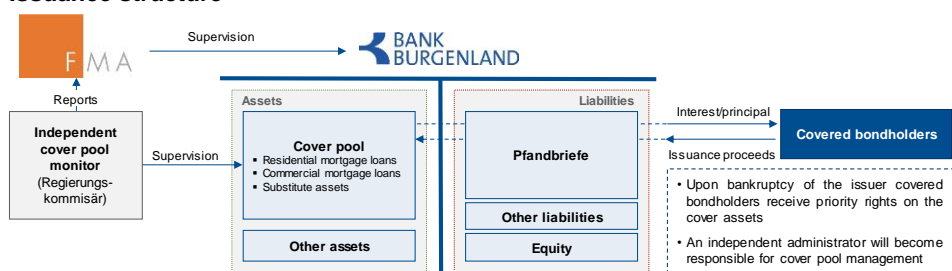 Issuance structure
FMA
Supervision
BANK
BURGENLAND
Reports
Independent
cover pool
monitor
(Regierungs-
kommisär)
Supervision
Assets
Cover pool
▪ Residential mortgage loans
▪ Commercial mortgage loans
▪ Substitute assets
Other assets
Liabilities
Pfandbriefe
Other liabilities
Equity
Interest/principal
Issuance proceeds
Covered bondholders
• Upon bankruptcy of the issuer covered
bondholders receive priority rights on the
cover assets
• An independent administrator will become
responsible for cover pool management